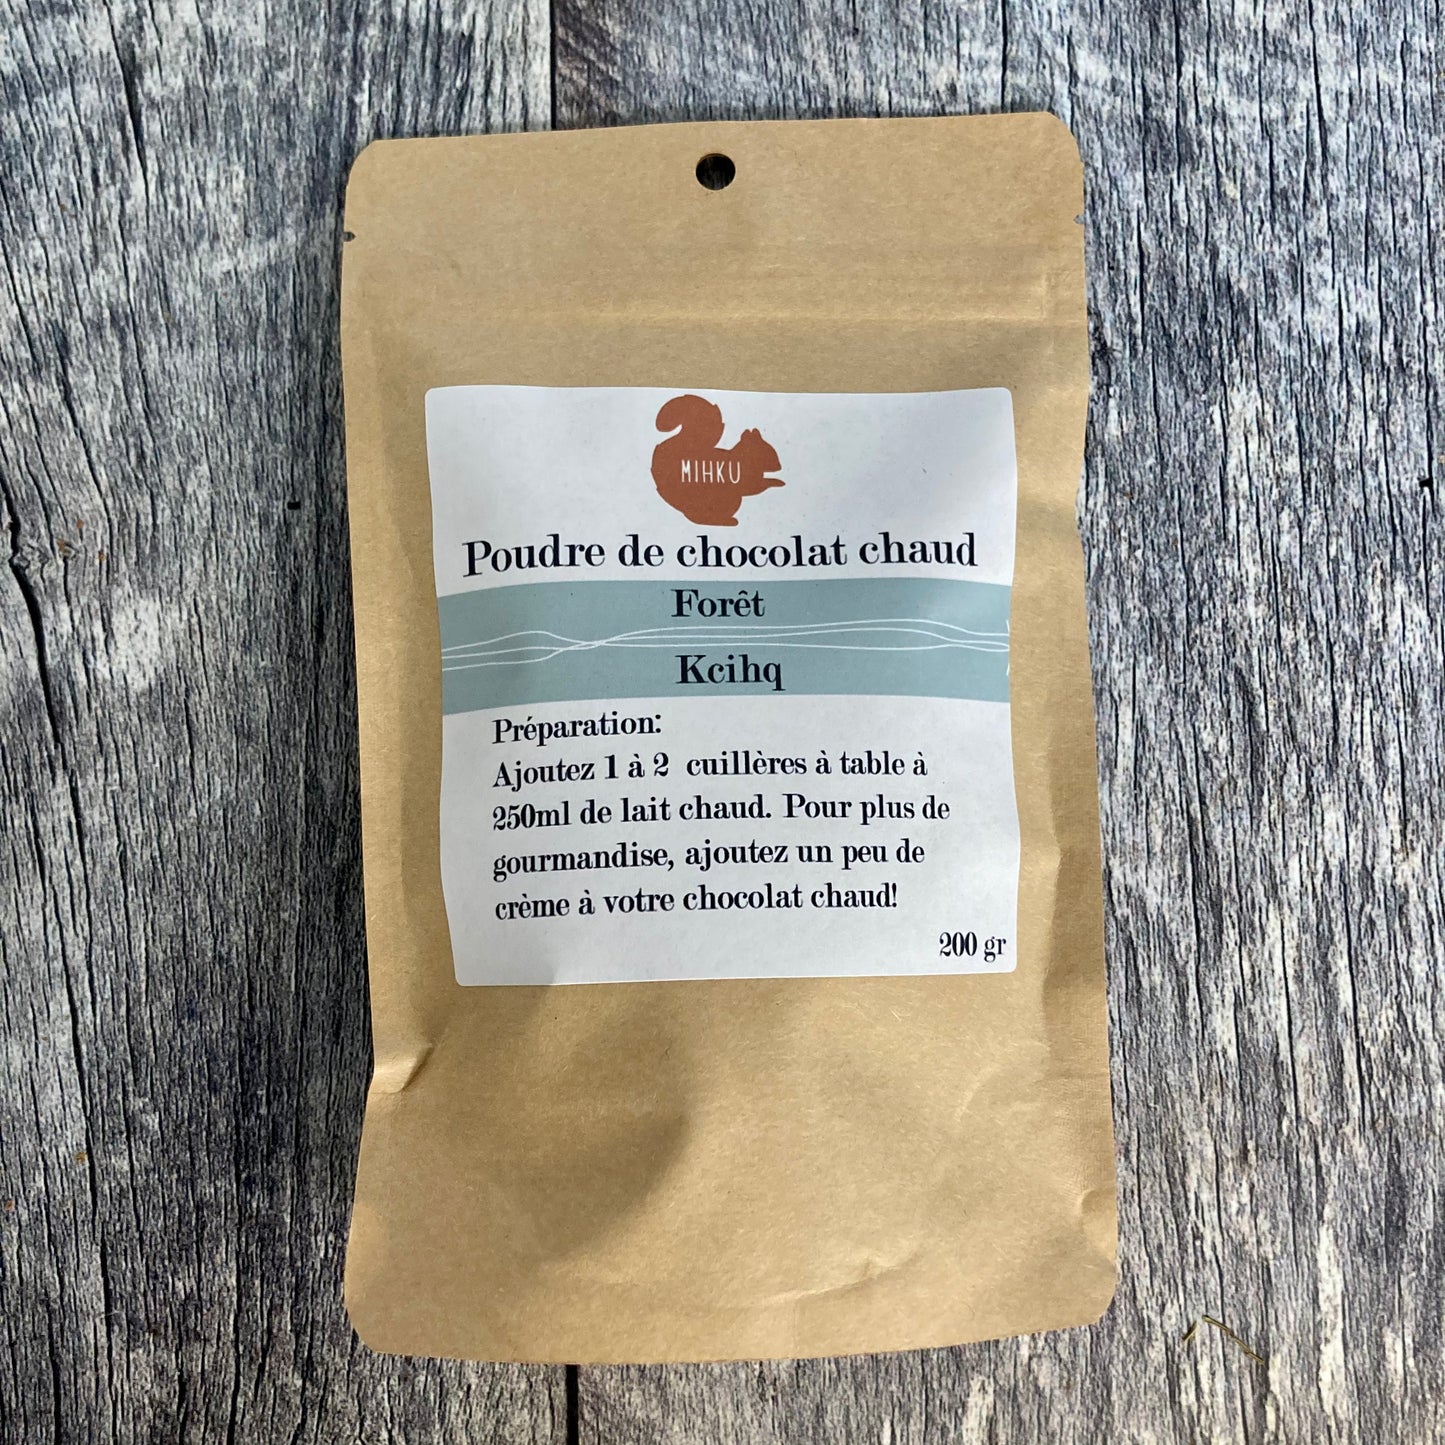 MIHKU
Poudre de chocolat chaud
Forêt
Kcihq
Préparation:
Ajoutez 1 à 2 cuillères à table à
250ml de lait chaud. Pour plus de
gourmandise, ajoutez un peu de
crème à votre chocolat chaud!
200 gr